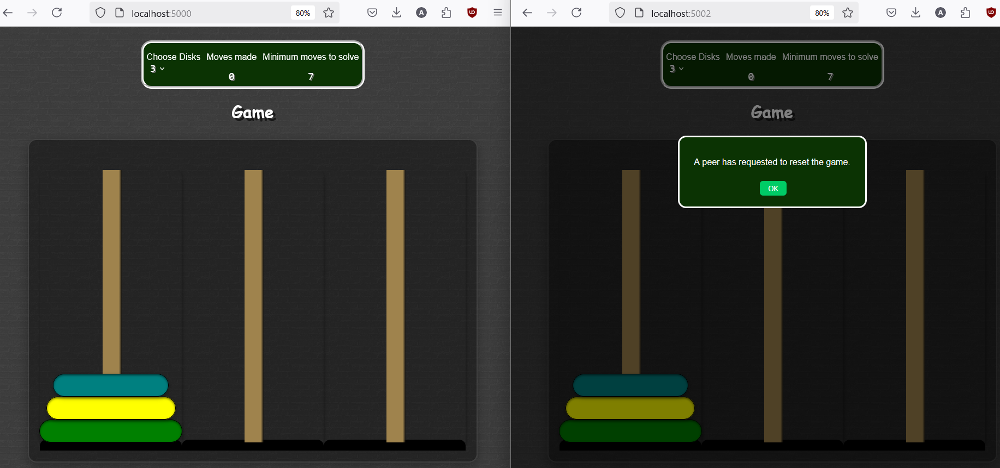 localhost:5000
80%
A
Choose Disks Moves made Minimum moves to solve
3
0 7
Game
localhost:5002
80%
A
Choose Disks Moves made Minimum moves to solve
3
0 7
Game
A peer has requested to reset the game.
OK